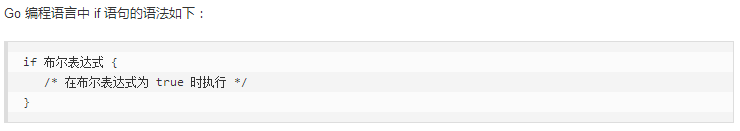 Go 编程语言中 if 语句的语法如下：
if 布尔表达式 {
   /* 在布尔表达式为 true 时执行 */
}